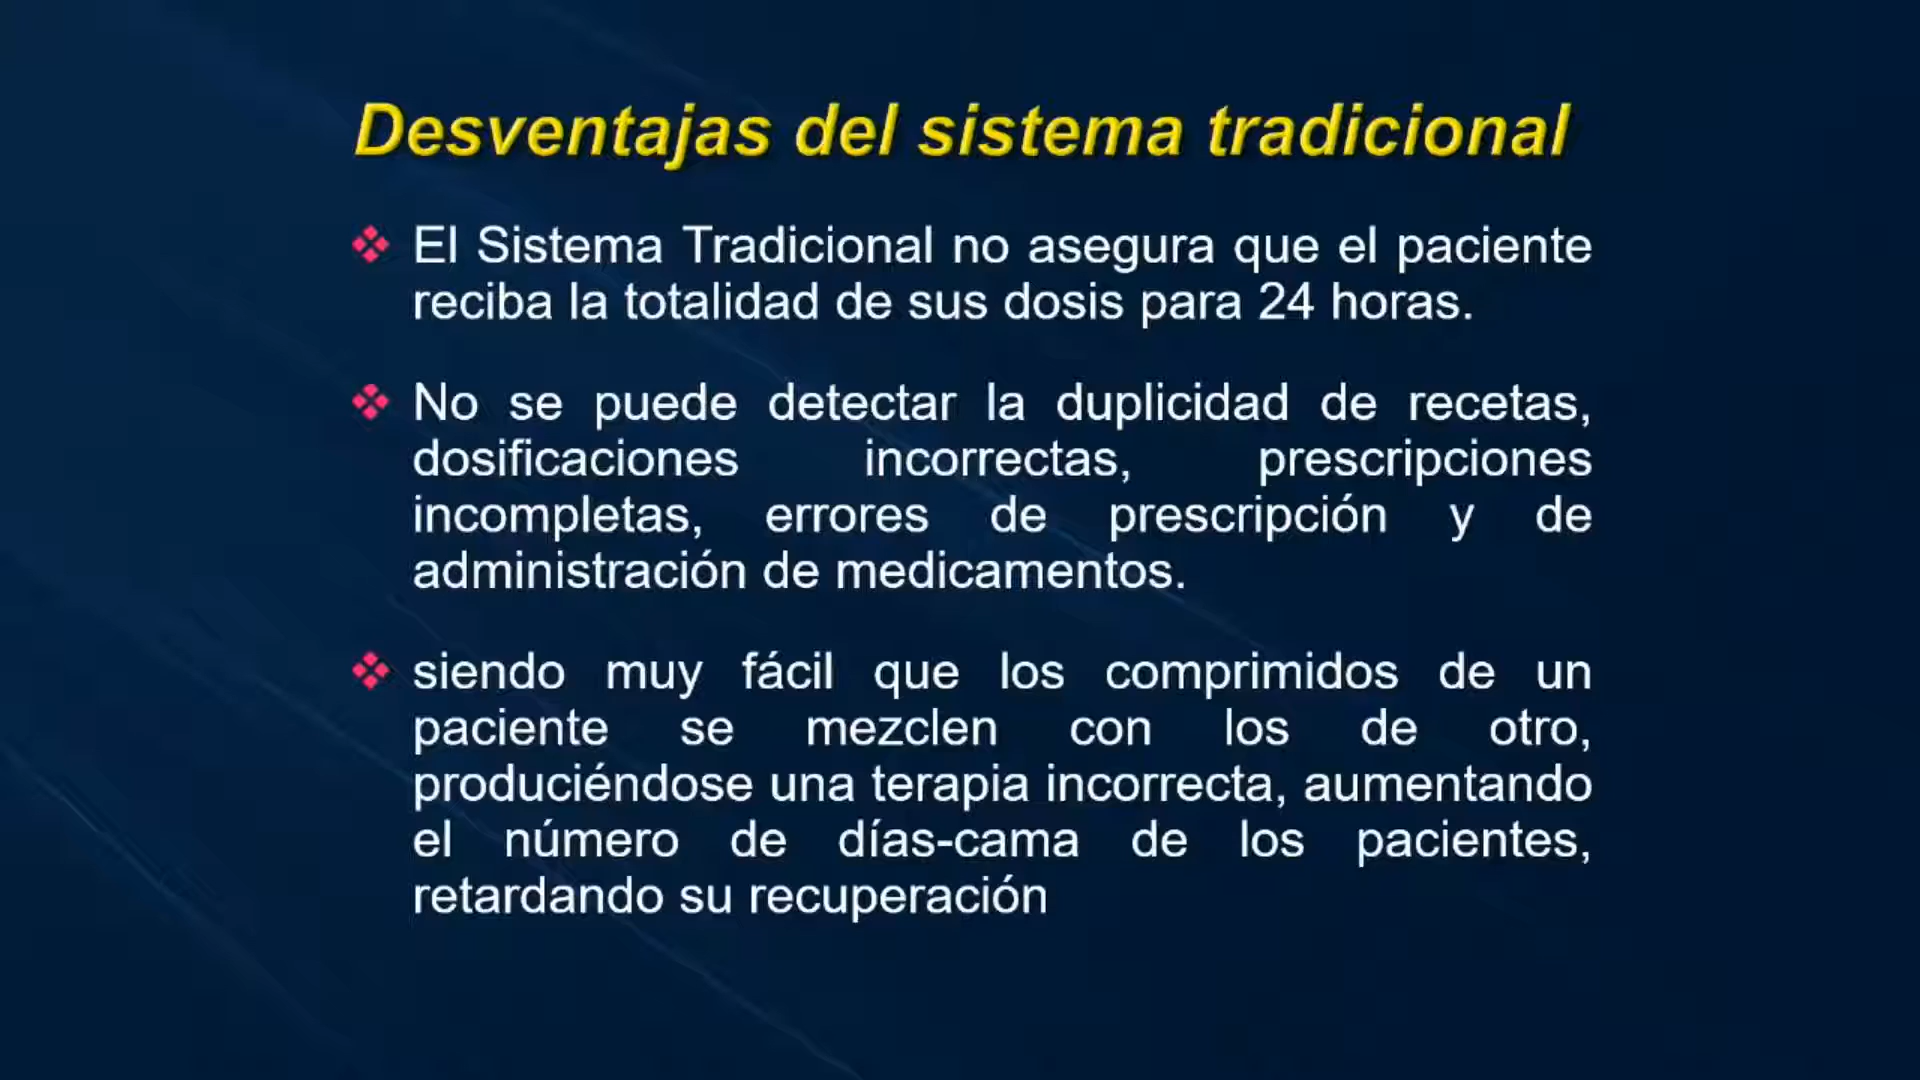 Desventajas del sistema tradicional
El Sistema Tradicional no asegura que el paciente
reciba la totalidad de sus dosis para 24 horas.
No se puede detectar la duplicidad de recetas,
dosificaciones incorrectas, prescripciones
incompletas, errores de prescripción y de
administración de medicamentos.
siendo muy fácil que los comprimidos de un
paciente se mezclen con los de otro,
produciéndose una terapia incorrecta, aumentando
el número de días-cama de los pacientes,
retardando su recuperación